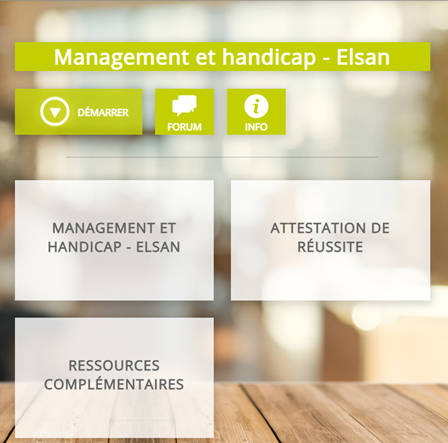 Management et handicap - Elsan
DÉMARRER
FORUM
INFO
MANAGEMENT ET
HANDICAP - ELSAN
ATTESTATION DE
RÉUSSITE
RESSOURCES
COMPLÉMENTAIRES